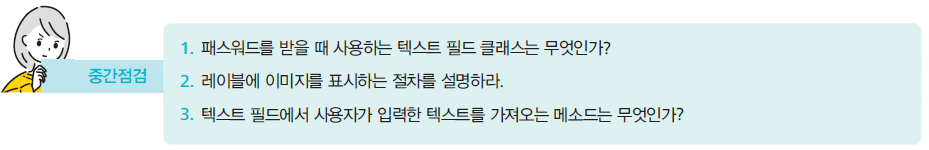 중간점검
1. 패스워드를 받을 때 사용하는 텍스트 필드 클래스는 무엇인가?
2. 레이블에 이미지를 표시하는 절차를 설명하라.
3. 텍스트 필드에서 사용자가 입력한 텍스트를 가져오는 메소드는 무엇인가?